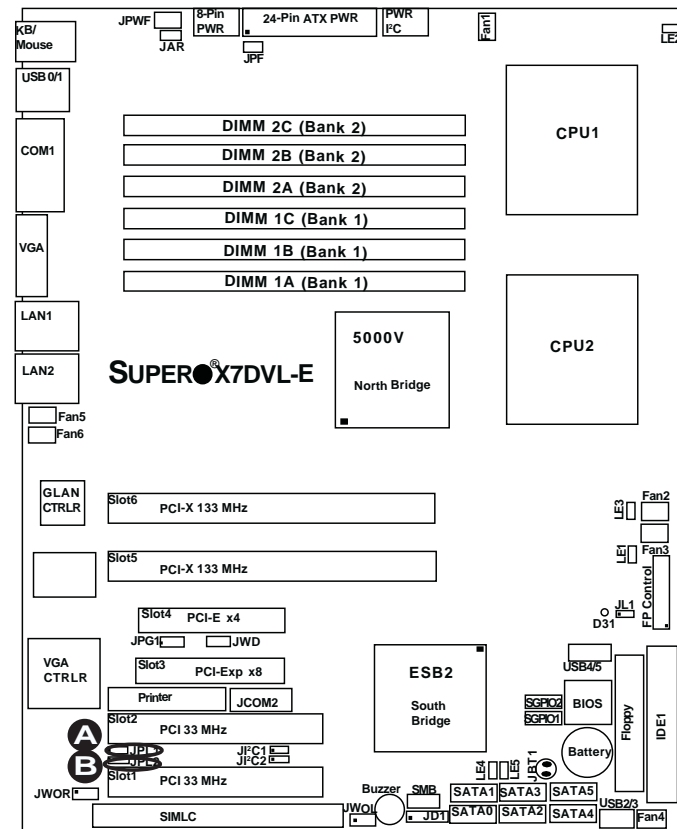 KB/
Mouse
JPWF
JAR
8-Pin
PWR
24-Pin ATX PWR
JPF
PWR
I²C
Fan1
LE2
USB 0/1
COM1
VGA
LAN1
LAN2
Fan5
Fan6
DIMM 2C (Bank 2)
DIMM 2B (Bank 2)
DIMM 2A (Bank 2)
DIMM 1C (Bank 1)
DIMM 1B (Bank 1)
DIMM 1A (Bank 1)
CPU1
CPU2
5000V
North Bridge
SUPER®X7DVL-E
GLAN
CTRLR
Slot6
PCI-X 133 MHz
Slot5
PCI-X 133 MHz
LE3
Fan2
LE1
Fan3
FP Control
JL1
D31
Slot4
PCI-E x4
JPG1
JWD
VGA
CTRLR
Slot3
PCI-Exp x8
Printer
JCOM2
ESB2
South
Bridge
USB4/5
SGPIO2
SGPIO1
BIOS
Floppy
IDE1
Battery
Slot2
PCI 33 MHz
A
JPL1
JI²C1
B
JPL2
JI²C2
Slot1
PCI 33 MHz
JWOR
SIMLC
JWOL
Buzzer
SMB
JD1
LE4
LE5
JBT1
SATA1
SATA3
SATA5
SATA0
SATA2
SATA4
USB2/3
Fan4